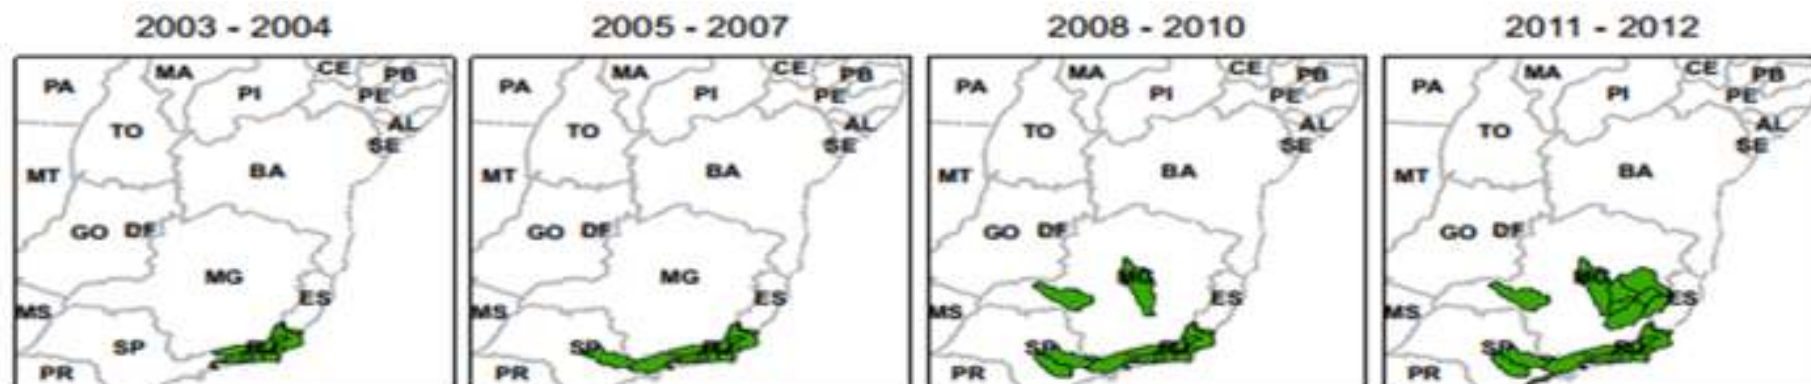 2003 - 2004
PA MA PI CE PB
PE
TO AL
SE
MT BA
GO DF
MG
MS ES
SP
PR
2005 - 2007
PA MA PI CE PB
PE
TO AL
SE
MT BA
GO DF
MG
MS ES
SP
PR
2008 - 2010
PA MA PI CE PB
PE
TO AL
SE
MT BA
GO DF
MG
MS ES
SP
PR
2011 - 2012
PA MA PI CE PB
PE
TO AL
SE
MT BA
GO DF
MG
MS ES
SP
PR